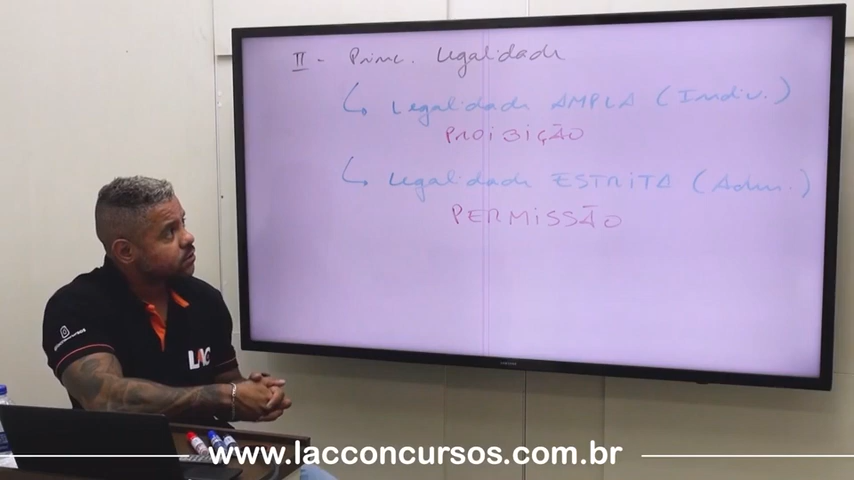 II - Princ. Legalidade
↳ Legalidade AMPLA (Indiv.)
PROIBIÇÃO
↳ Legalidade ESTRITA (Adm.)
PERMISSÃO
LAC
www.lacconcursos.com.br